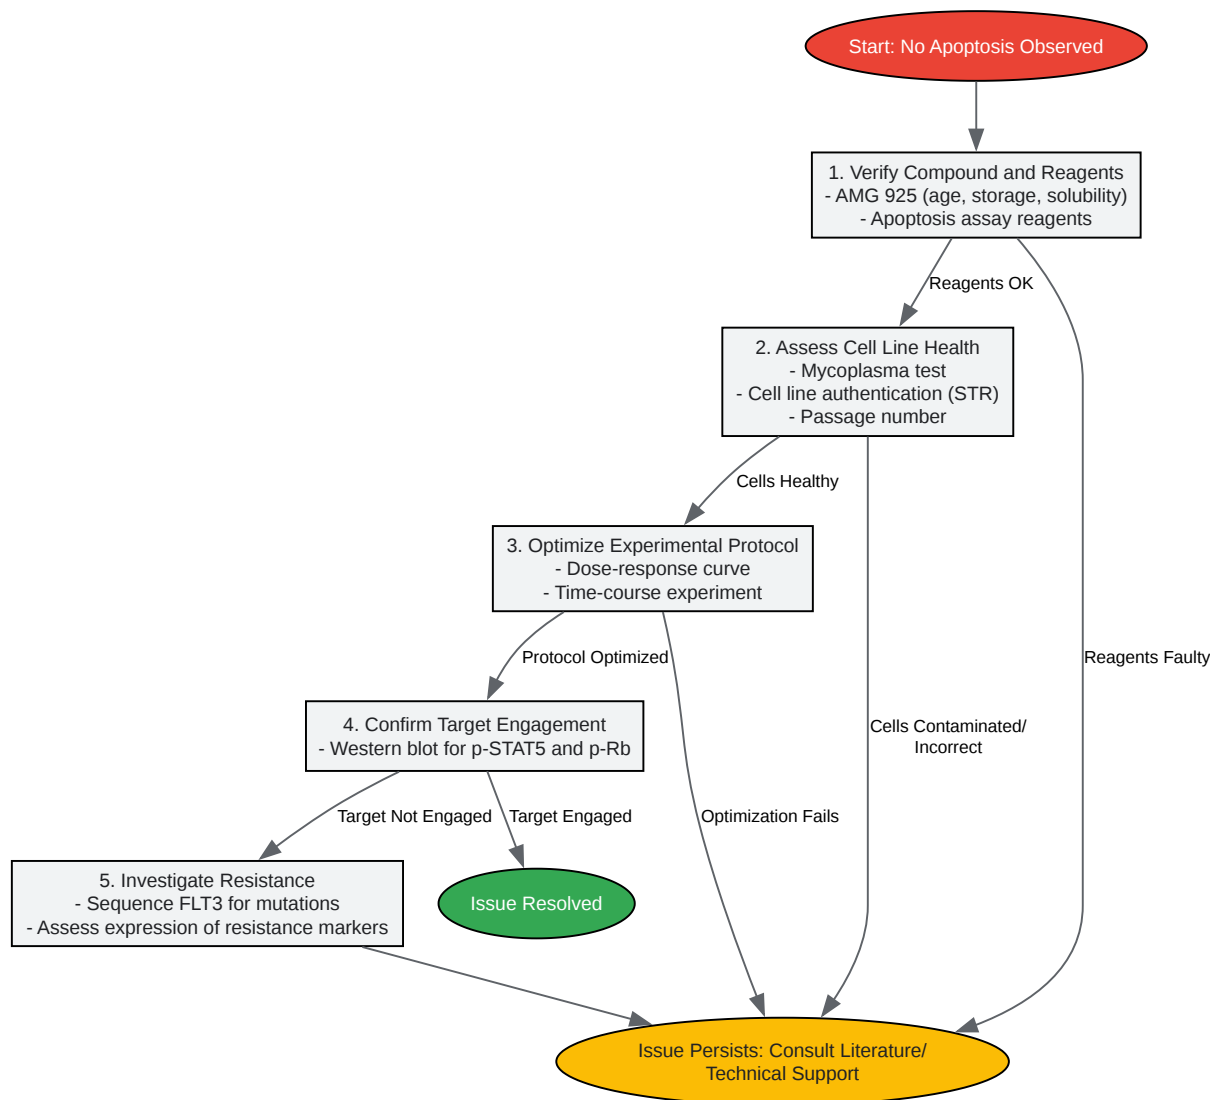 Start: No Apoptosis Observed
1. Verify Compound and Reagents
- AMG 925 (age, storage, solubility)
- Apoptosis assay reagents
Reagents OK
2. Assess Cell Line Health
- Mycoplasma test
- Cell line authentication (STR)
- Passage number
Cells Healthy
3. Optimize Experimental Protocol
- Dose-response curve
- Time-course experiment
Protocol Optimized
Reagents Faulty
4. Confirm Target Engagement
- Western blot for p-STAT5 and p-Rb
Cells Contaminated/
Incorrect
Target Not Engaged
Target Engaged
Optimization Fails
5. Investigate Resistance
- Sequence FLT3 for mutations
- Assess expression of resistance markers
Issue Resolved
Issue Persists: Consult Literature/
Technical Support